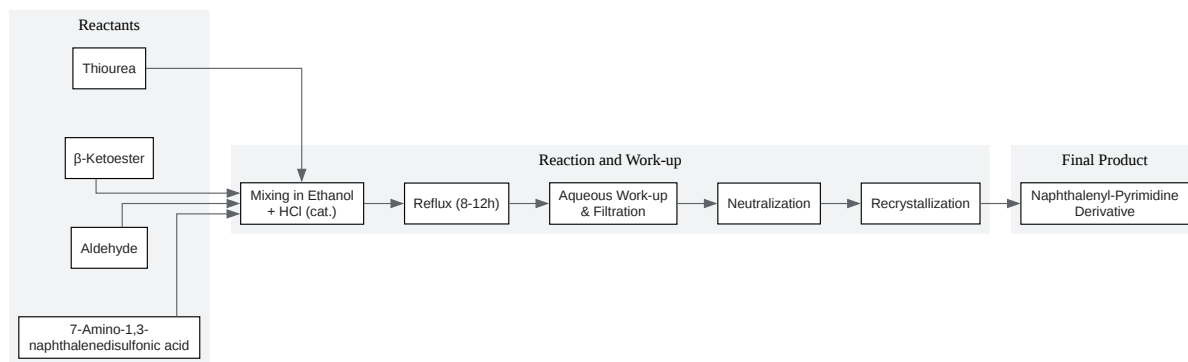 Reactants
Thiourea
β-Ketoester
Aldehyde
7-Amino-1,3-
naphthalenedisulfonic acid
Reaction and Work-up
Mixing in Ethanol
+ HCl (cat.)
Reflux (8-12h)
Aqueous Work-up
& Filtration
Neutralization
Recrystallization
Final Product
Naphthalenyl-Pyrimidine
Derivative